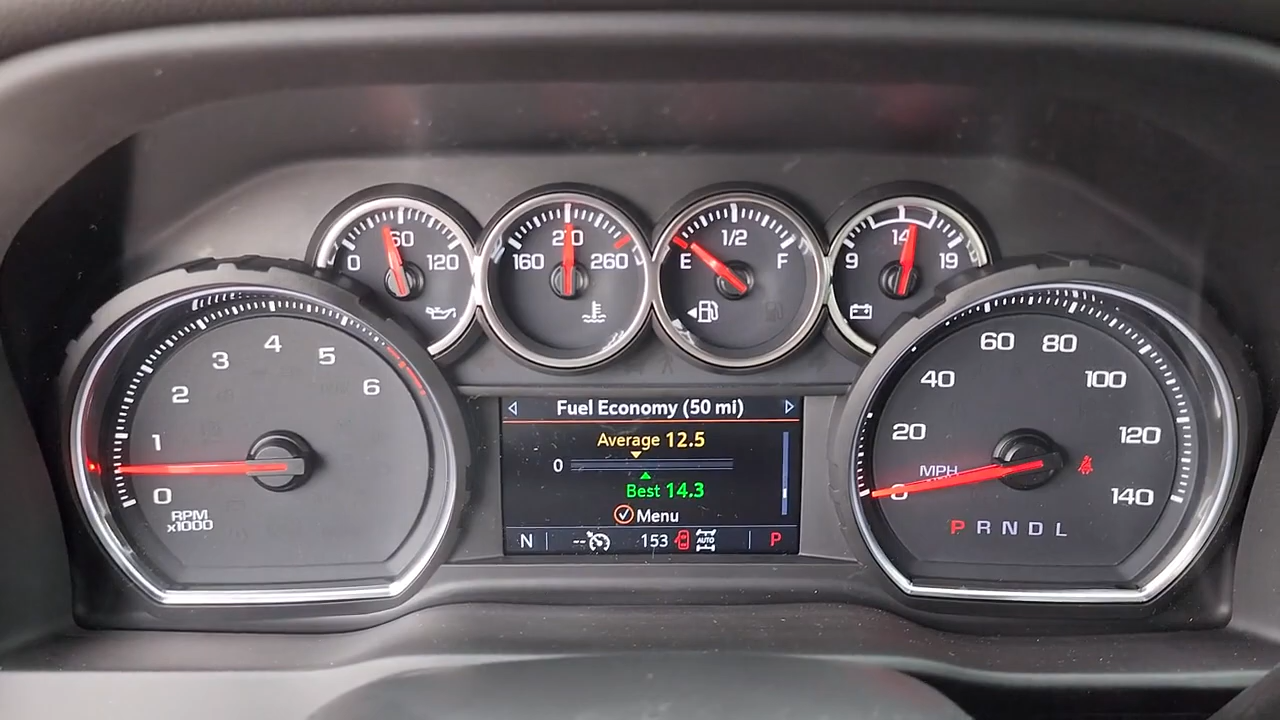 60
0 120
210
160 260
1/2
E F
14
9 19
0 1 2 3 4 5 6
RPM
x1000
Fuel Economy (50 mi)
Average 12.5
0
Best 14.3
Menu
N -- 153 AUTO P
0 20 40 60 80 100 120 140
MPH
P R N D L